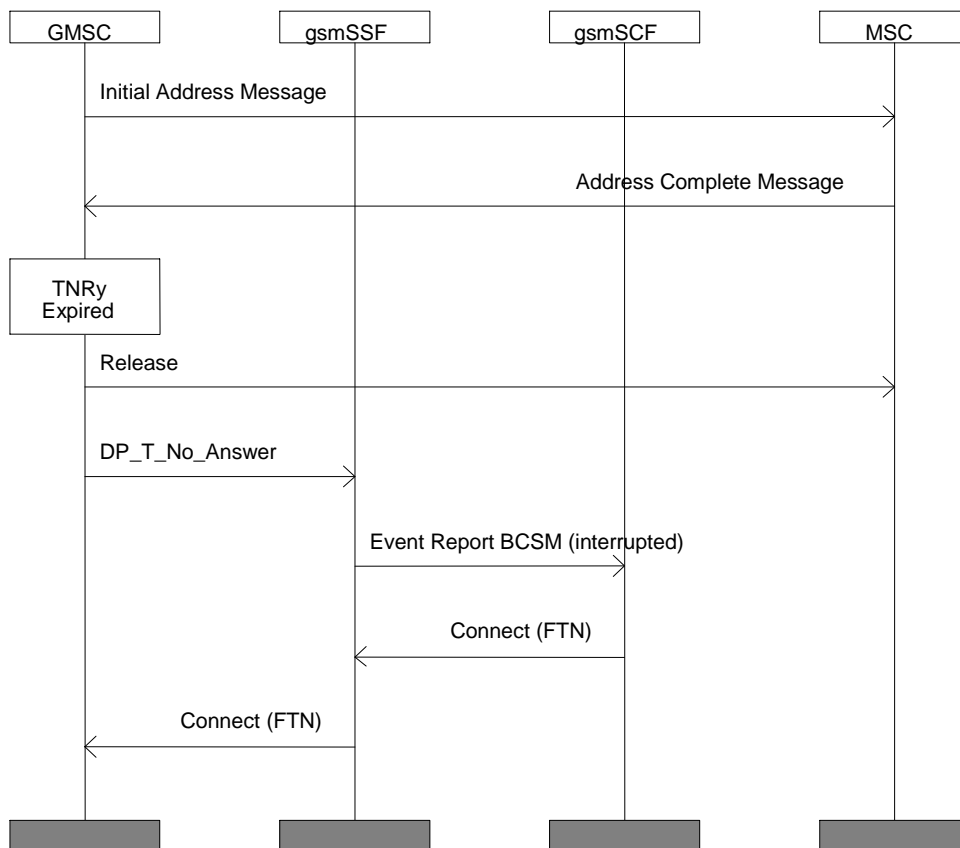 GMSC gsmSSF gsmSCF MSC
Initial Address Message
Address Complete Message
TNRy
Expired
Release
DP_T_No_Answer
Event Report BCSM (interrupted)
Connect (FTN)
Connect (FTN)